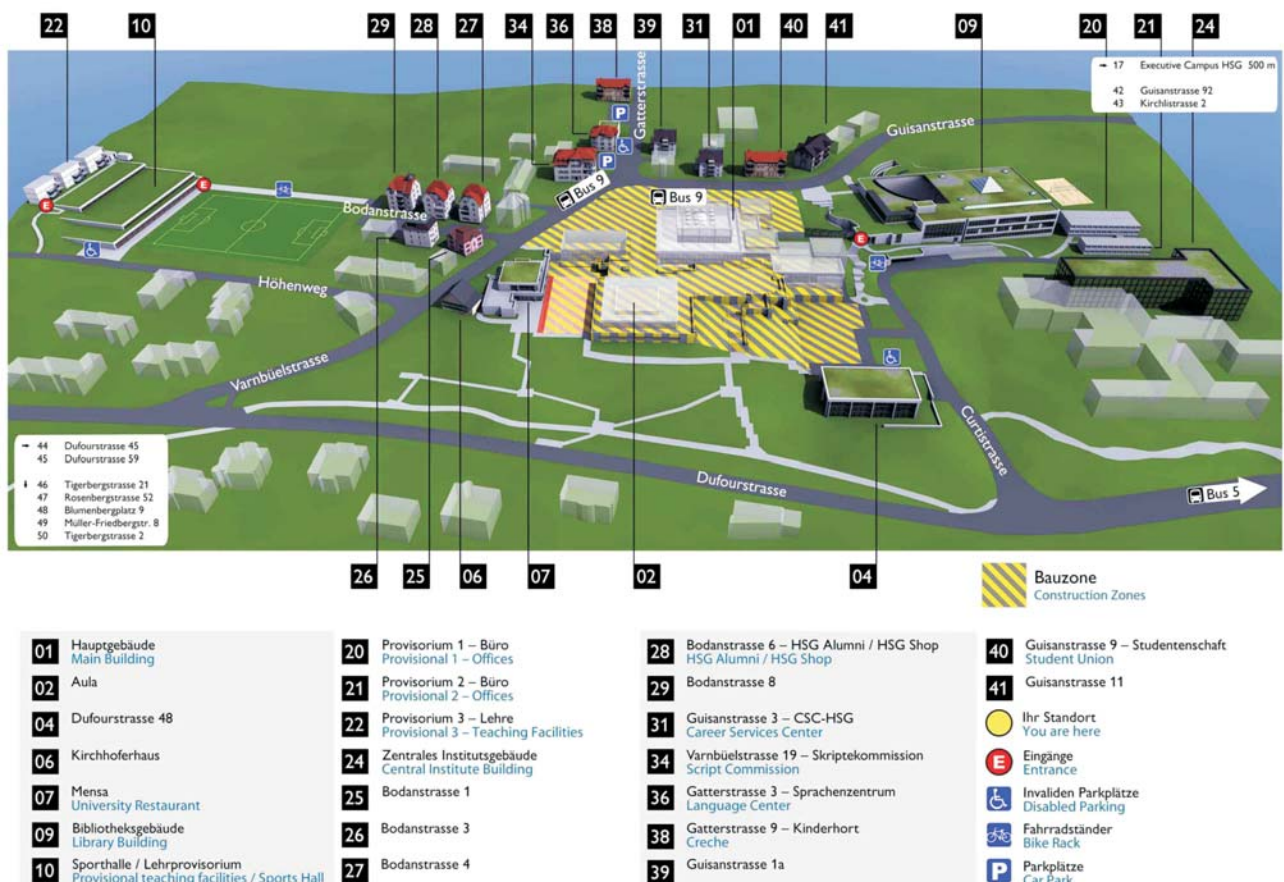 22 10 29 28 27 34 36 38 39 31 01 40 41 09 20 21 24
→ 17 Executive Campus HSG 500 m
42 Guisanstrasse 92
43 Kirchlistrasse 2
Gatterstrasse
Guisanstrasse
P
P
E
E
E
Bus 9
Bus 9
Bodanstrasse
Höhenweg
Varnbüelstrasse
Curtistrasse
Dufourstrasse
Bus 5
→ 44 Dufourstrasse 45
45 Dufourstrasse 59
46 Tigerbergstrasse 21
47 Rosenbergstrasse 52
48 Blumenbergplatz 9
49 Müller-Friedbergstr. 8
50 Tigerbergstrasse 2
26 25 06 07 02 04
Bauzone
Construction Zones
01 Hauptgebäude
Main Building
02 Aula
04 Dufourstrasse 48
06 Kirchhoferhaus
07 Mensa
University Restaurant
09 Bibliotheksgebäude
Library Building
10 Sporthalle / Lehrprovisorium
Provisional teaching facilities / Sports Hall
20 Provisorium 1 – Büro
Provisional 1 – Offices
21 Provisorium 2 – Büro
Provisional 2 – Offices
22 Provisorium 3 – Lehre
Provisional 3 – Teaching Facilities
24 Zentrales Institutsgebäude
Central Institute Building
25 Bodanstrasse 1
26 Bodanstrasse 3
27 Bodanstrasse 4
28 Bodanstrasse 6 – HSG Alumni / HSG Shop
HSG Alumni / HSG Shop
29 Bodanstrasse 8
31 Guisanstrasse 3 – CSC-HSG
Career Services Center
34 Varnbüelstrasse 19 – Skriptekommission
Script Commission
36 Gatterstrasse 3 – Sprachenzentrum
Language Center
38 Gatterstrasse 9 – Kinderhort
Creche
39 Guisanstrasse 1a
40 Guisanstrasse 9 – Studentenschaft
Student Union
41 Guisanstrasse 11
Ihr Standort
You are here
E Eingänge
Entrance
Invaliden Parkplätze
Disabled Parking
Fahrradständer
Bike Rack
P Parkplätze
Car Park